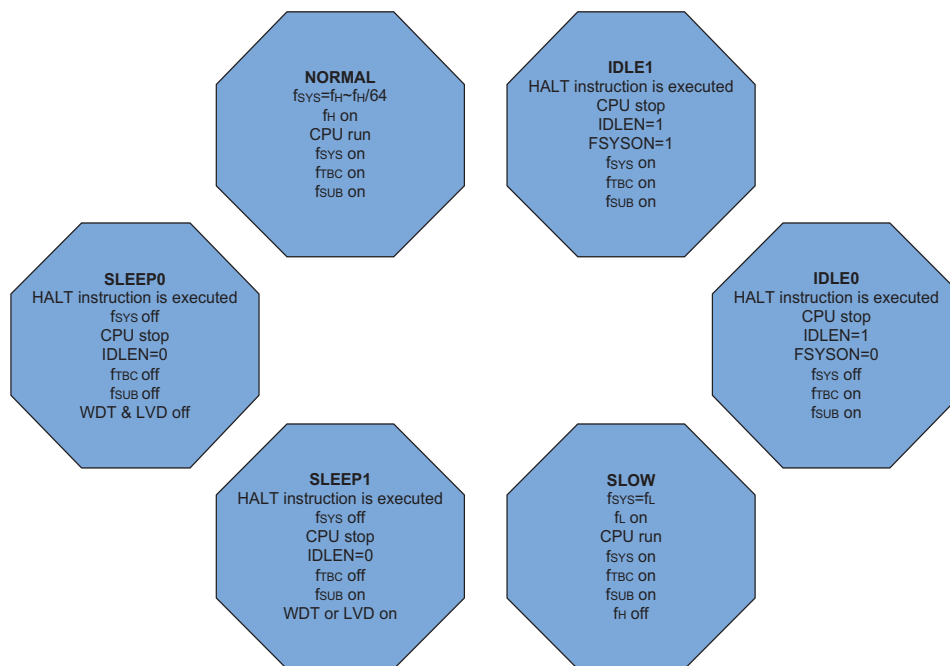 NORMAL
fSYS=fH~fH/64
fH on
CPU run
fSYS on
fTBC on
fSUB on
IDLE1
HALT instruction is executed
CPU stop
IDLEN=1
FSYSON=1
fSYS on
fTBC on
fSUB on
SLEEP0
HALT instruction is executed
fSYS off
CPU stop
IDLEN=0
fTBC off
fSUB off
WDT & LVD off
IDLE0
HALT instruction is executed
CPU stop
IDLEN=1
FSYSON=0
fSYS off
fTBC on
fSUB on
SLEEP1
HALT instruction is executed
fSYS off
CPU stop
IDLEN=0
fTBC off
fSUB on
WDT or LVD on
SLOW
fSYS=fL
fL on
CPU run
fSYS on
fTBC on
fSUB on
fH off